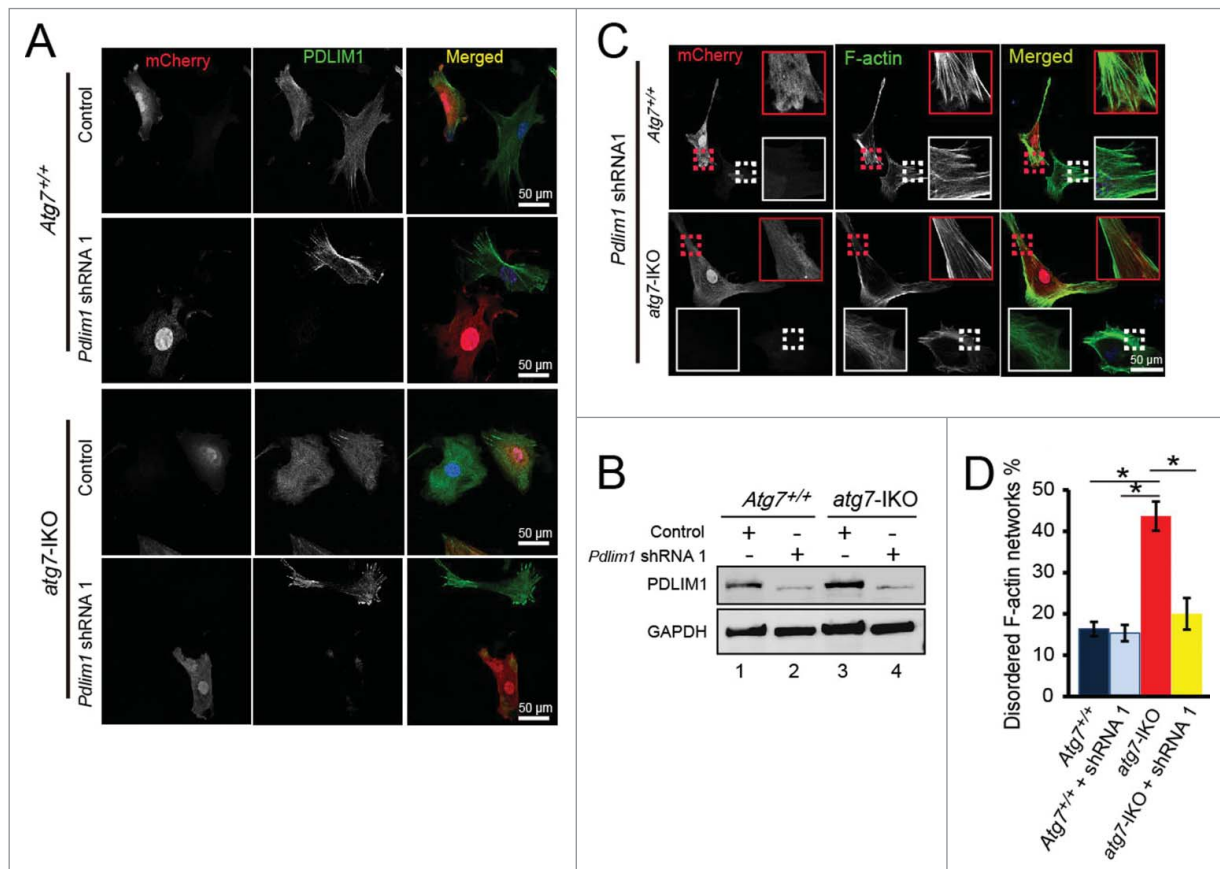 A
mCherry PDLIM1 Merged
Atg7+/+
Control
50 µm
Pdlim1 shRNA 1
50 µm
atg7-IKO
Control
50 µm
Pdlim1 shRNA 1
50 µm
C
mCherry F-actin Merged
Pdlim1 shRNA1
Atg7+/+
atg7-IKO
50 µm
B
Atg7+/+ atg7-IKO
Control + - + -
Pdlim1 shRNA 1 - + - +
PDLIM1
GAPDH
1 2 3 4
D
Disordered F-actin networks %
* * *
50
40
30
20
10
0
Atg7+/+
Atg7+/+ + shRNA 1
atg7-IKO
atg7-IKO + shRNA 1